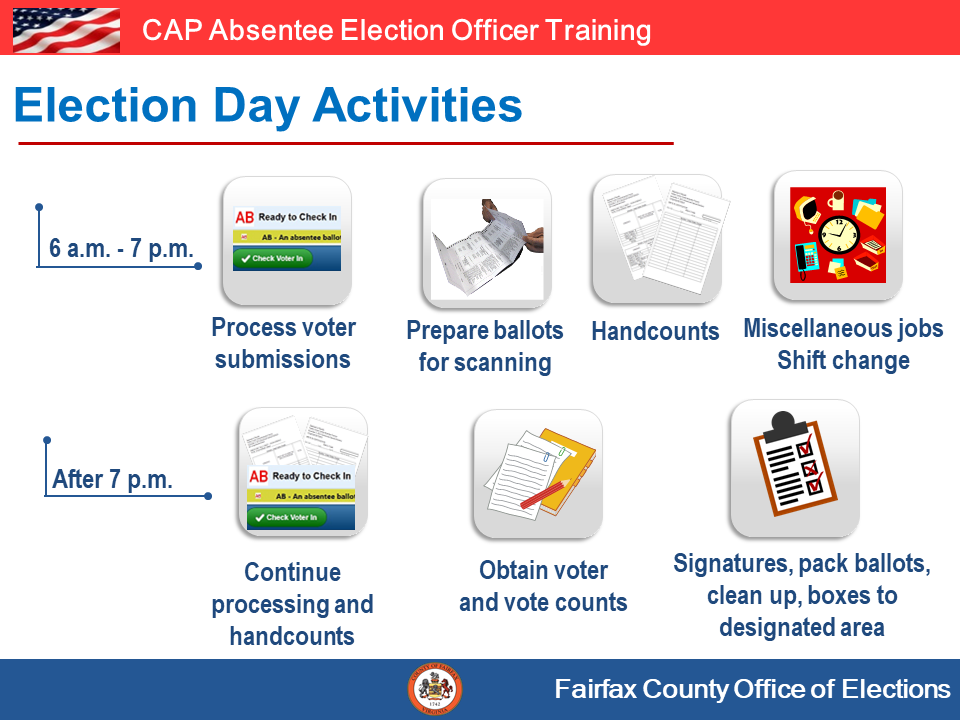 CAP Absentee Election Officer Training
Election Day Activities
6 a.m. - 7 p.m.
AB Ready to Check In
AB - An absentee ballo
Check Voter In
Process voter
submissions
Prepare ballots
for scanning
Handcounts
Miscellaneous jobs
Shift change
After 7 p.m.
AB Ready to Check In
AB - An absentee ballo
Check Voter In
Continue
processing and
handcounts
Obtain voter
and vote counts
Signatures, pack ballots,
clean up, boxes to
designated area
1742
Fairfax County Office of Elections